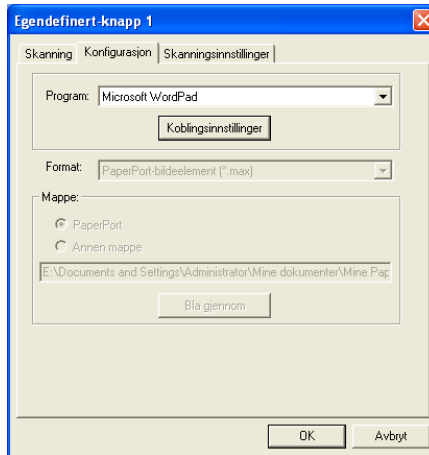 Egendefinert-knapp 1
Skanning Konfigurasjon Skanningsinnstillinger
Program: Microsoft WordPad
Koblingsinnstillinger
Format: PaperPort-bildeelement (*.max)
Mappe:
PaperPort
Annen mappe
E:\Documents and Settings\Administrator\Mine dokumenter\Mine Pap
Bla gjennom
OK Avbryt